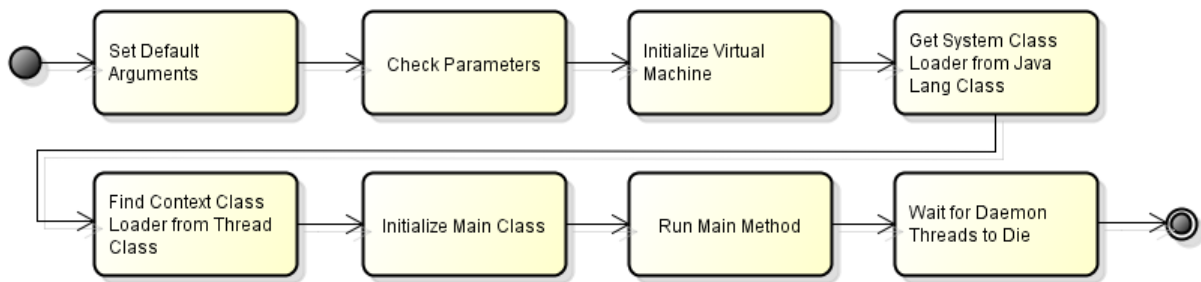 Set Default
Arguments
Check Parameters
Initialize Virtual
Machine
Get System Class
Loader from Java
Lang Class
Find Context Class
Loader from Thread
Class
Initialize Main Class
Run Main Method
Wait for Daemon
Threads to Die